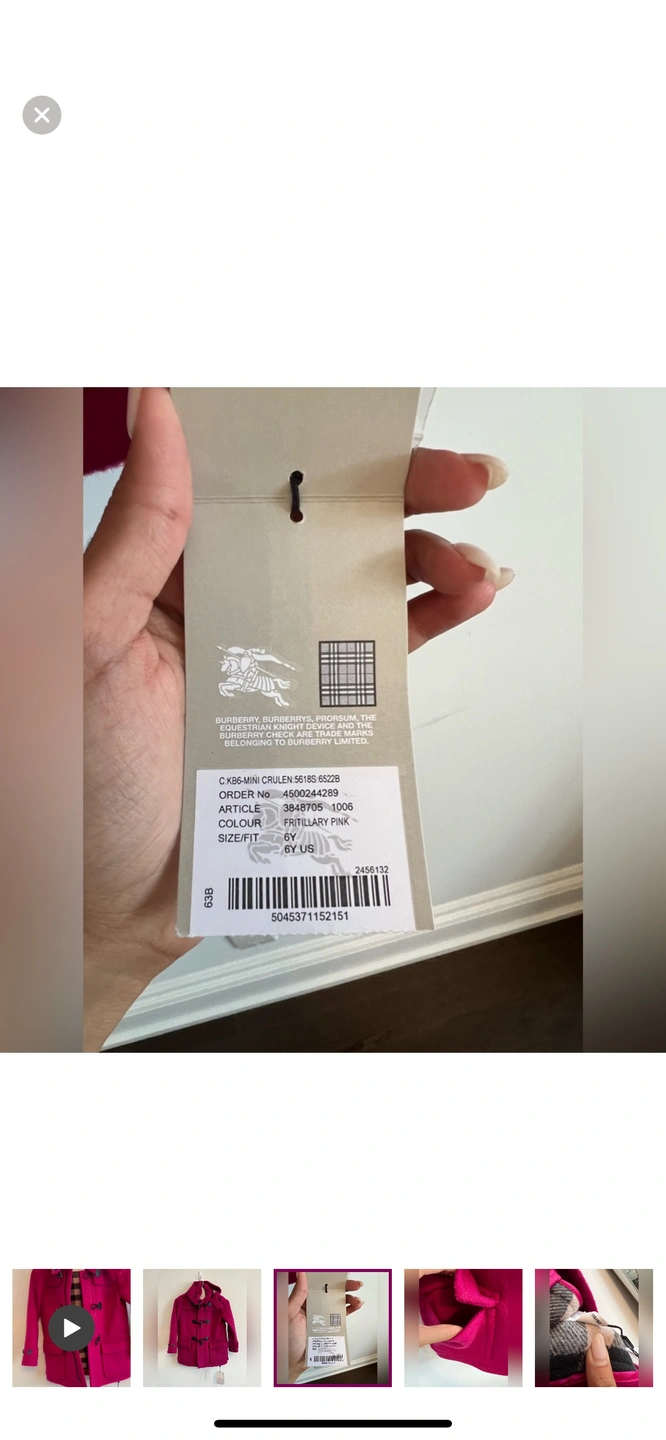 BURBERRY, BURBERRYS, PRORSUM, THE
EQUESTRIAN KNIGHT DEVICE AND THE
BURBERRY CHECK ARE TRADE MARKS
BELONGING TO BURBERRY LIMITED.
C:KB6-MINI CRULEN:5618S:6522B
ORDER No 4500244289
ARTICLE 3848705 1006
COLOUR FRITILLARY PINK
SIZE/FIT 6Y
6Y US
2456132
63B
5045371152151